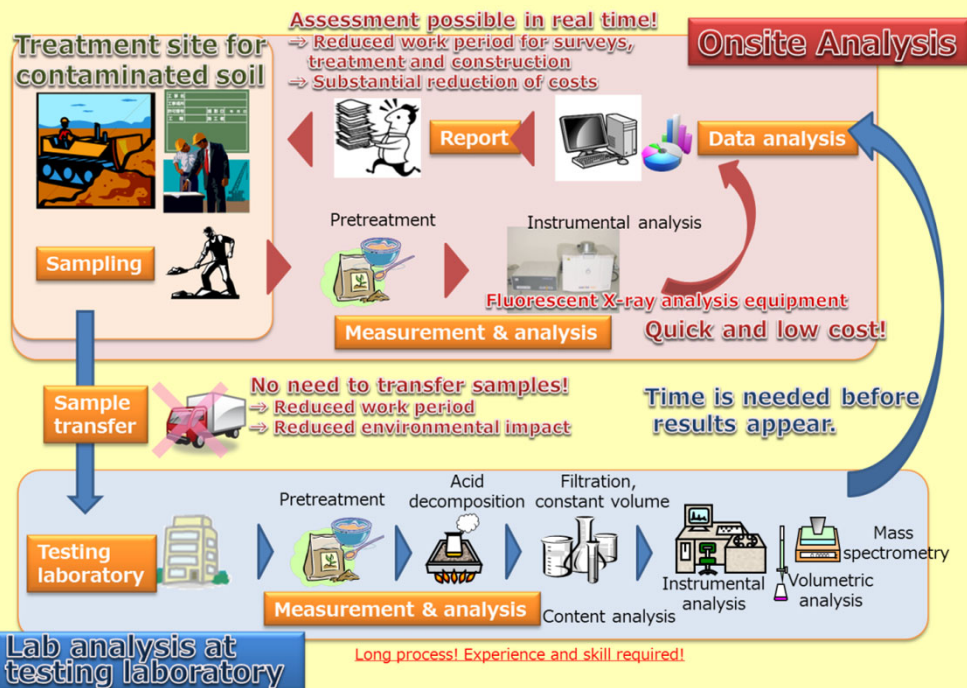 Assessment possible in real time!
→ Reduced work period for surveys,
treatment and construction
→ Substantial reduction of costs
Onsite Analysis
Treatment site for
contaminated soil
Report
Data analysis
Sampling
Pretreatment
Instrumental analysis
Fluorescent X-ray analysis equipment
Measurement & analysis
Quick and low cost!
Sample
transfer
No need to transfer samples!
→ Reduced work period
→ Reduced environmental impact
Time is needed before
results appear.
Testing
laboratory
Pretreatment
Acid
decomposition
Filtration,
constant volume
Measurement & analysis
Content analysis
Instrumental
analysis
Volumetric
analysis
Mass
spectrometry
Lab analysis at
testing laboratory
Long process! Experience and skill required!